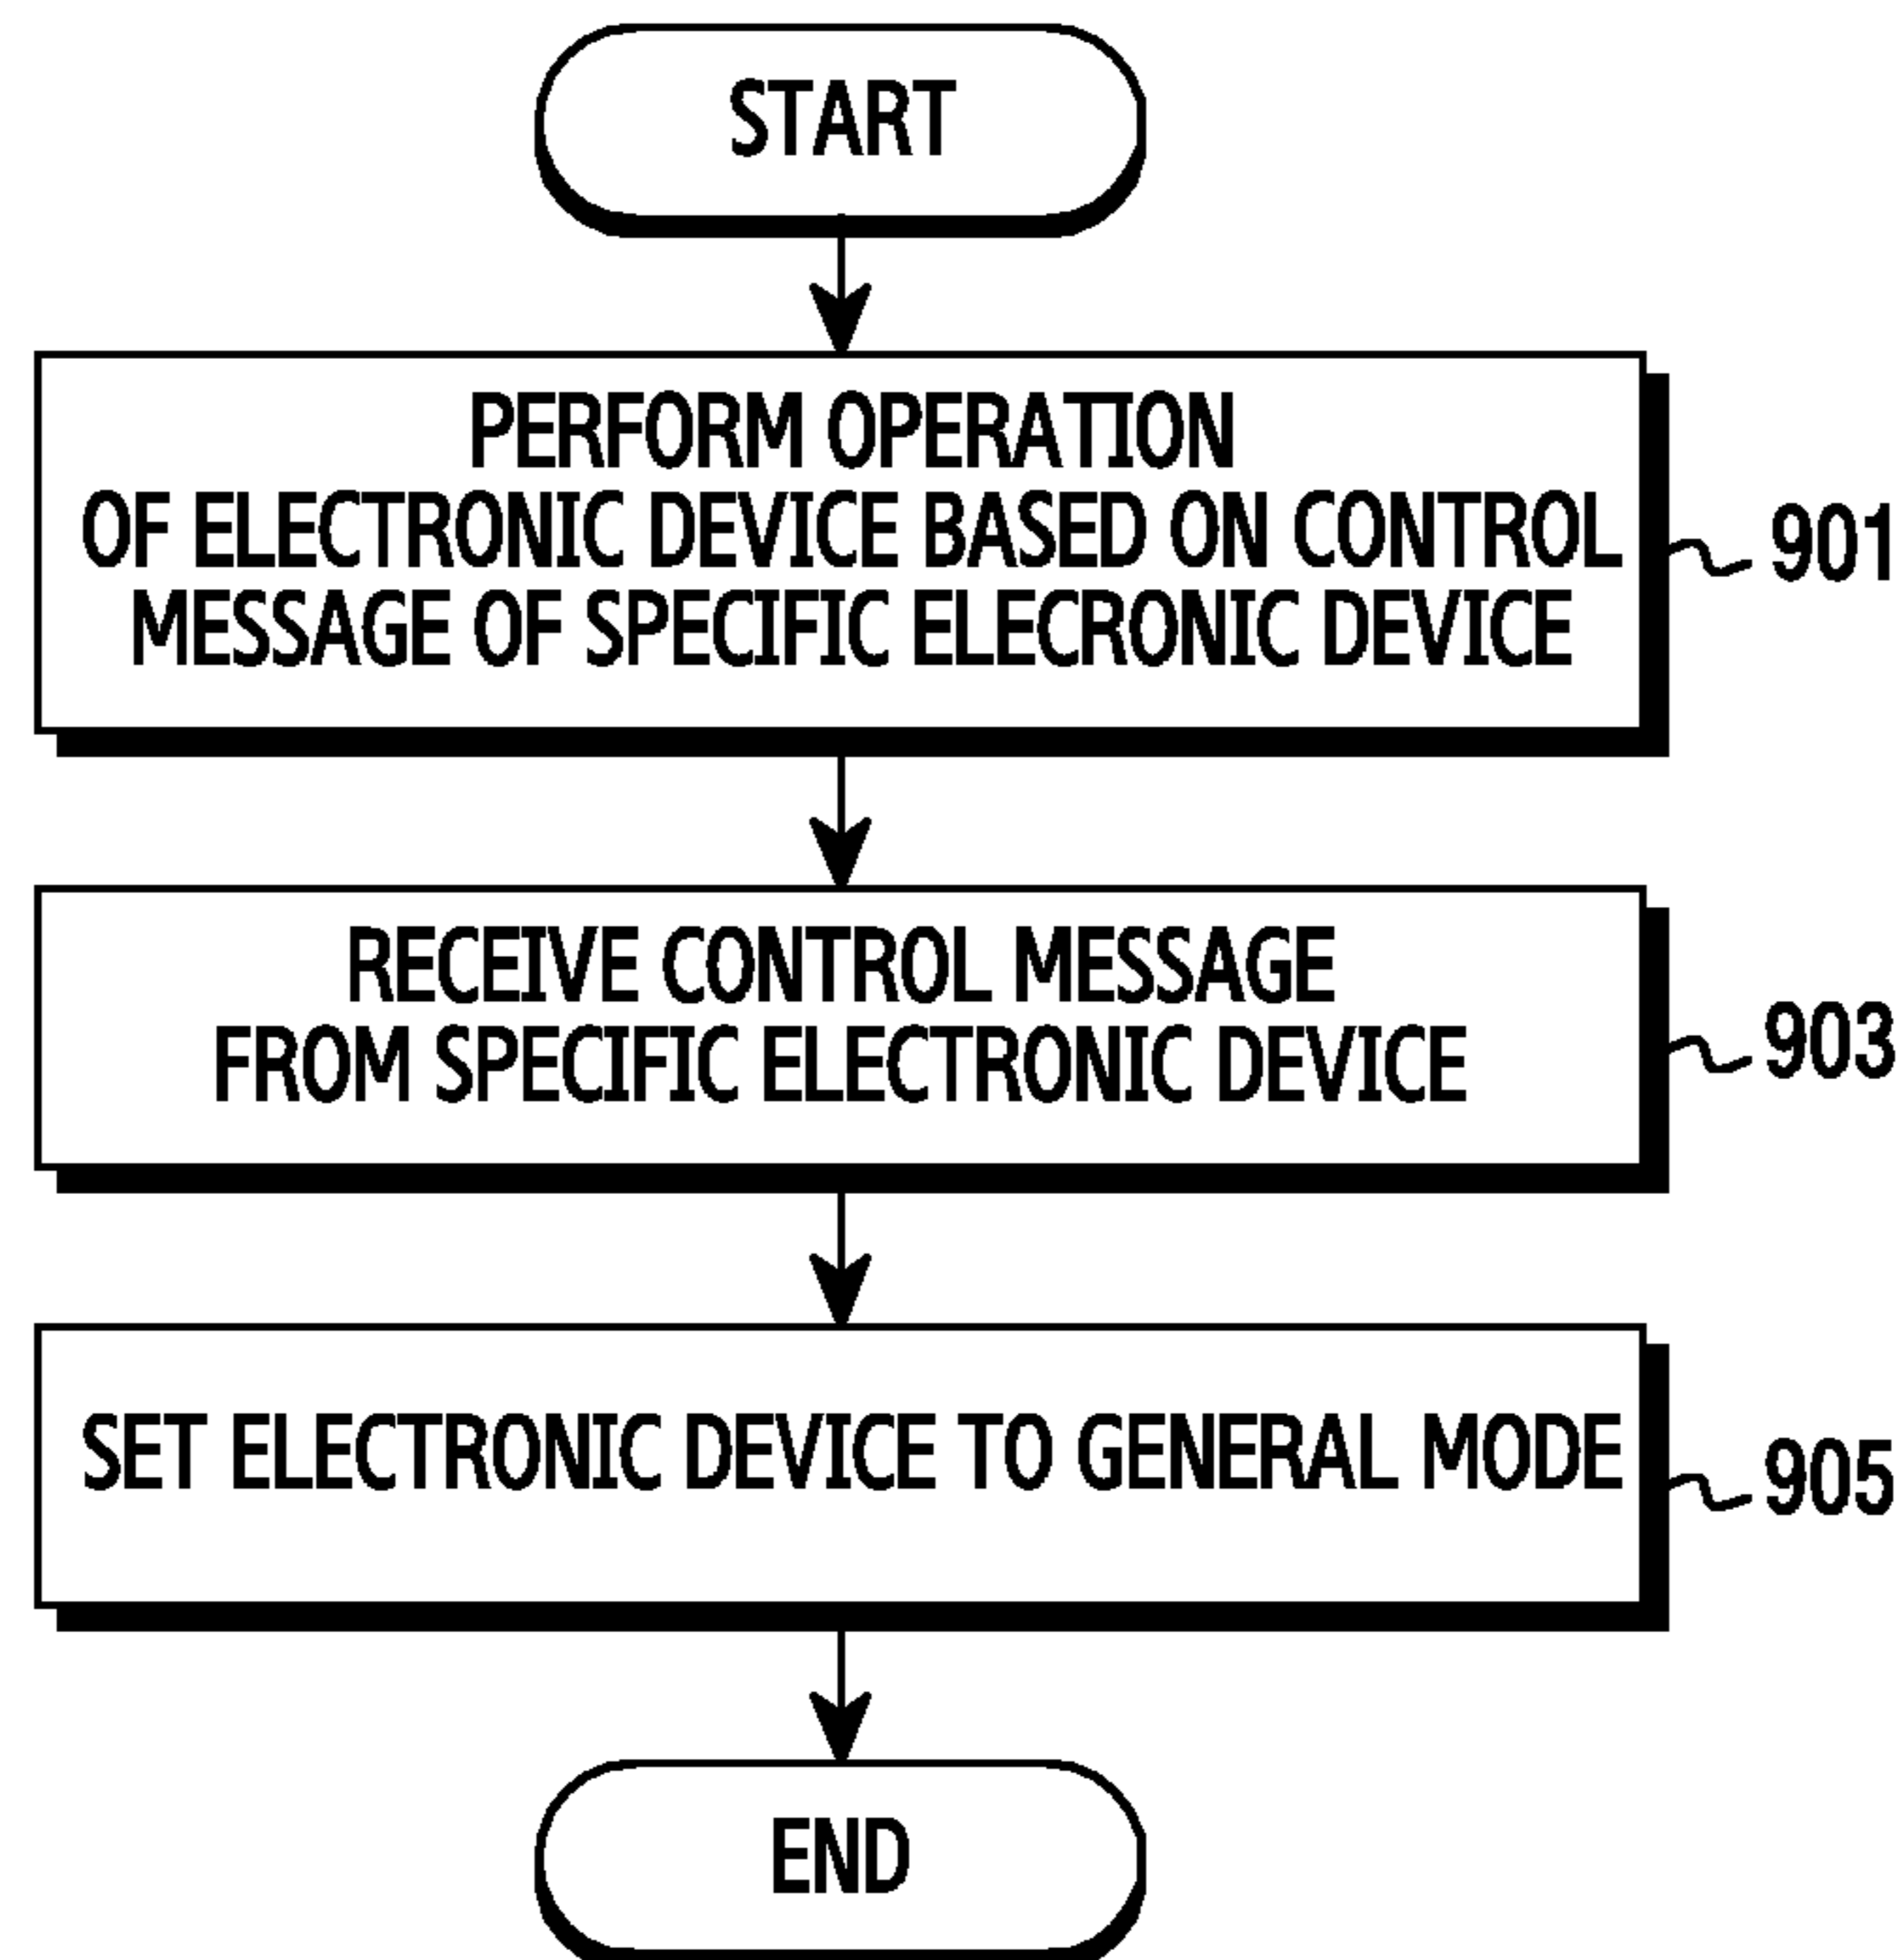 START
PERFORM OPERATION
OF ELECTRONIC DEVICE BASED ON CONTROL
MESSAGE OF SPECIFIC ELECRONIC DEVICE
901
RECEIVE CONTROL MESSAGE
FROM SPECIFIC ELECTRONIC DEVICE
903
SET ELECTRONIC DEVICE TO GENERAL MODE
905
END